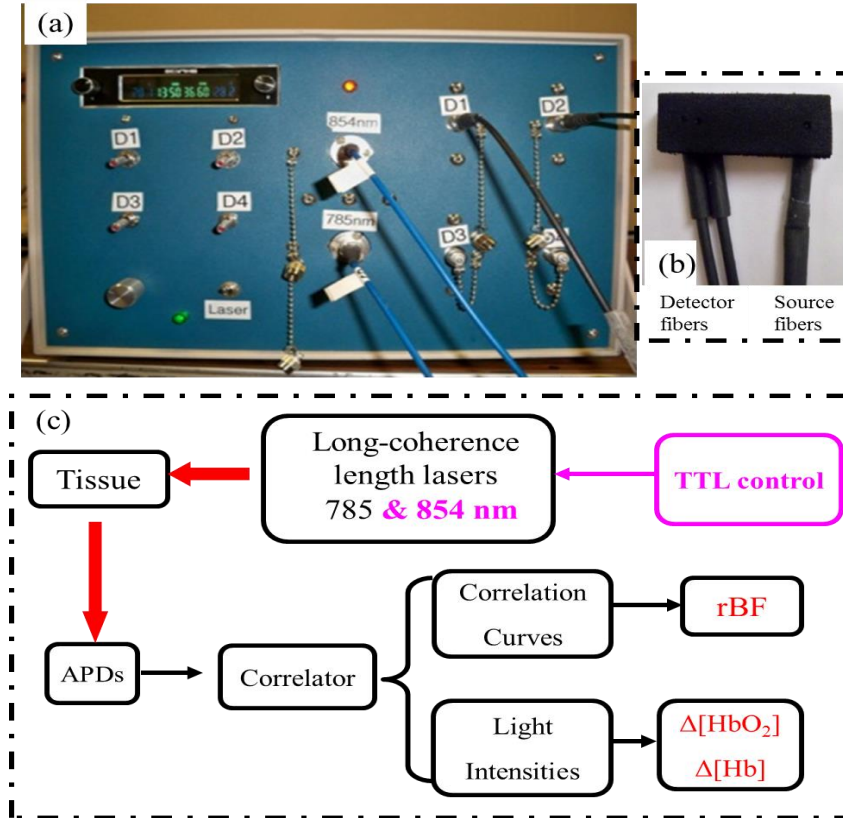 (a)
D1
D2
854nm
D1
D2
D3
D4
785nm
D3
Laser
(b)
Detector
fibers
Source
fibers
(c)
Long-coherence
length lasers
785 & 854 nm
TTL control
Tissue
Correlation
Curves
rBF
APDs
Correlator
Light
Intensities
Δ[HbO₂]
Δ[Hb]